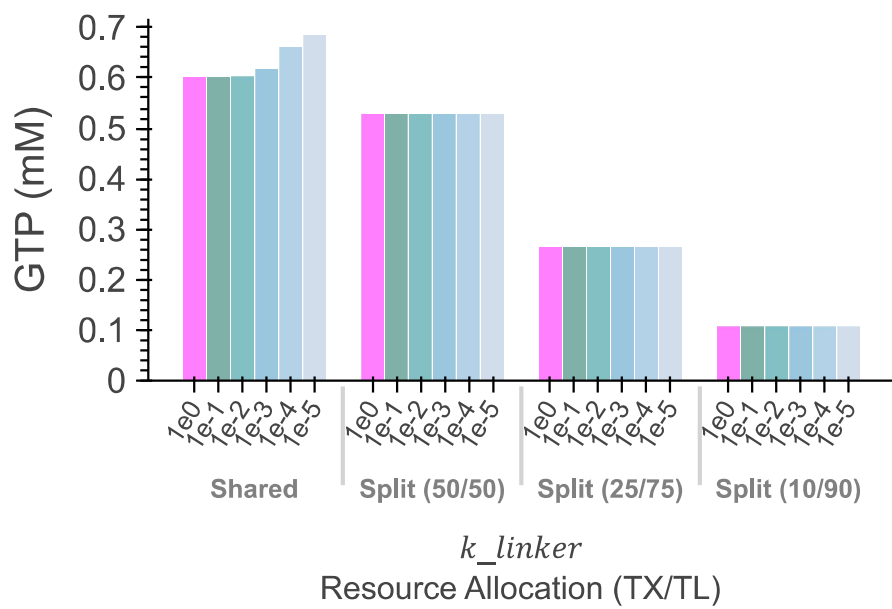 GTP (mM)
0.7
0.6
0.5
0.4
0.3
0.2
0.1
0
1e0 1e-1 1e-2 1e-3 1e-4 1e-5 1e0 1e-1 1e-2 1e-3 1e-4 1e-5 1e0 1e-1 1e-2 1e-3 1e-4 1e-5 1e0 1e-1 1e-2 1e-3 1e-4 1e-5
Shared Split (50/50) Split (25/75) Split (10/90)
k_linker
Resource Allocation (TX/TL)